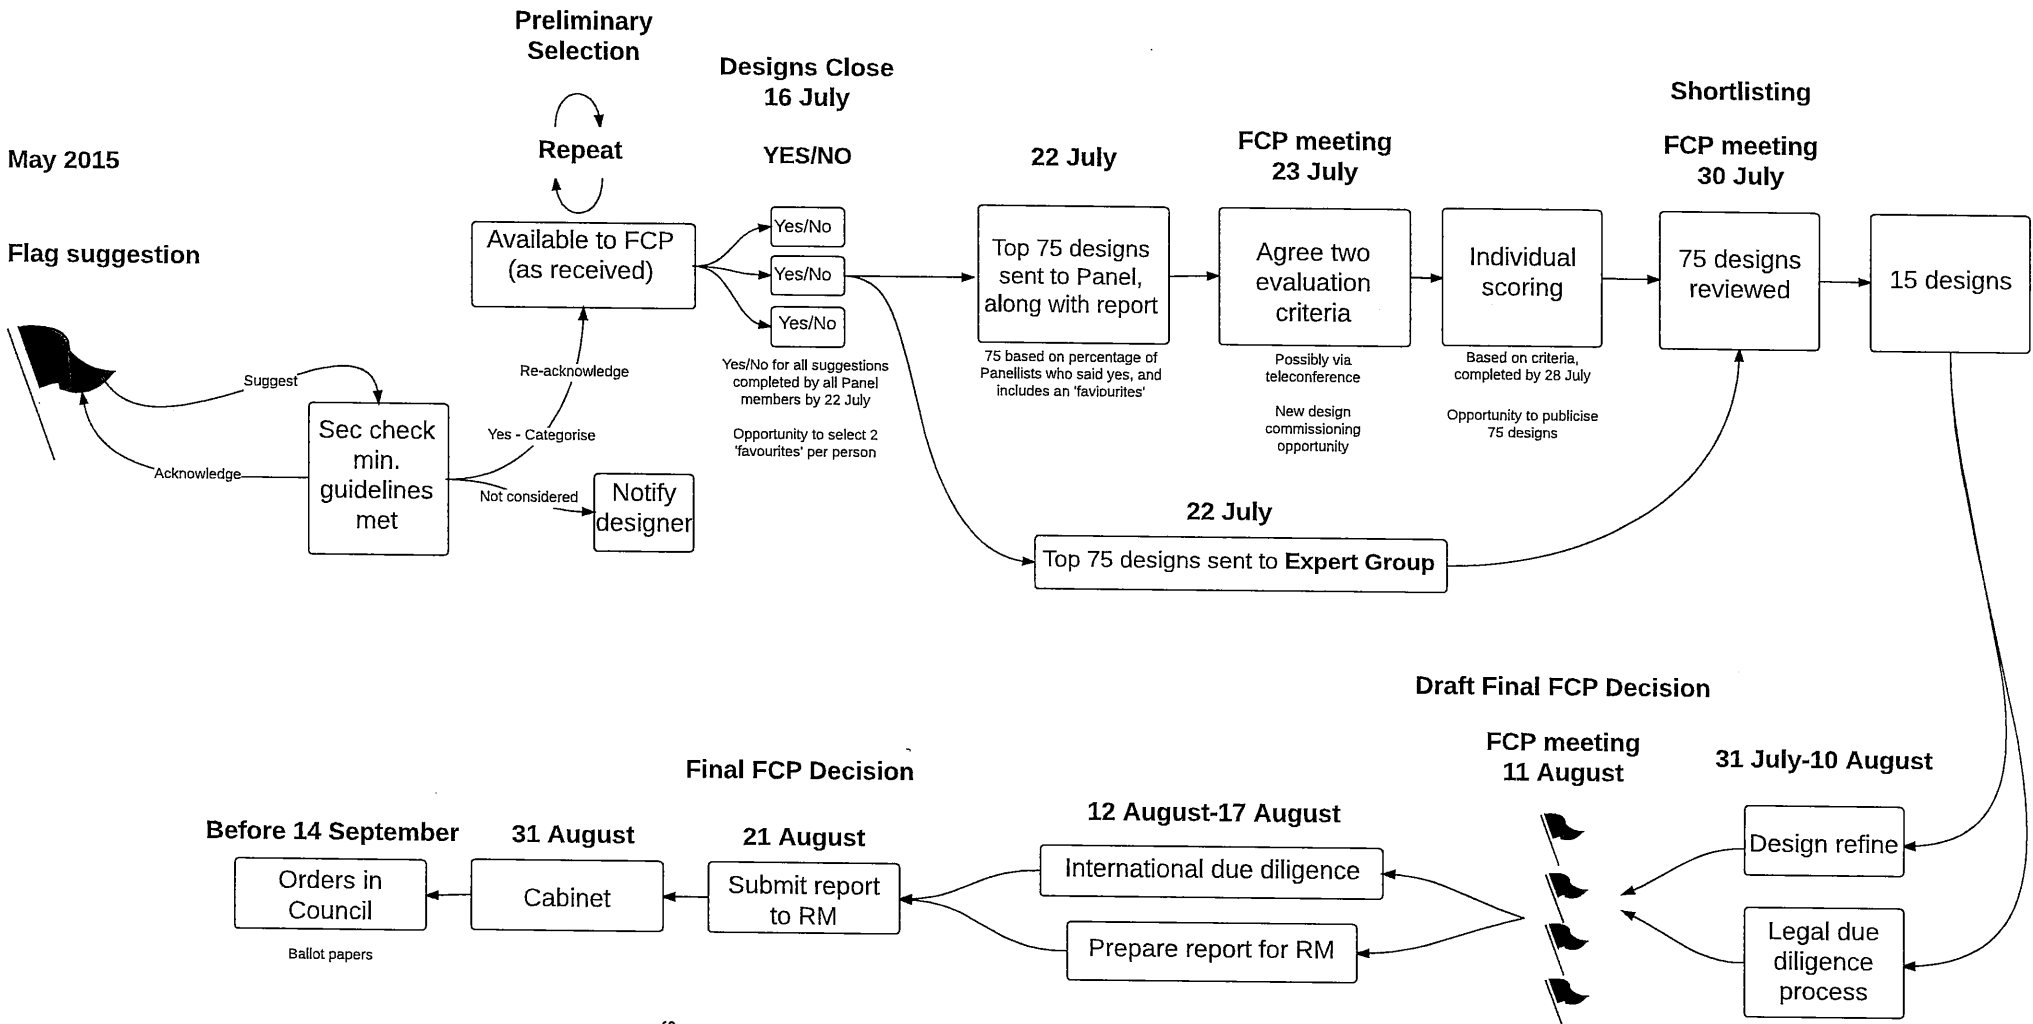 Preliminary
Selection
Repeat
Designs Close
16 July
YES/NO
May 2015
Flag suggestion
Suggest
Acknowledge
Sec check
min.
guidelines
met
Yes - Categorise
Re-acknowledge
Not considered
Notify
designer
Available to FCP
(as received)
Yes/No
Yes/No
Yes/No
Yes/No for all suggestions
completed by all Panel
members by 22 July
Opportunity to select 2
'favourites' per person
22 July
Top 75 designs
sent to Panel,
along with report
75 based on percentage of
Panellists who said yes, and
includes an 'faviourites'
FCP meeting
23 July
Agree two
evaluation
criteria
Possibly via
teleconference
New design
commissioning
opportunity
Individual
scoring
Based on criteria,
completed by 28 July
Opportunity to publicise
75 designs
Shortlisting
FCP meeting
30 July
75 designs
reviewed
15 designs
22 July
Top 75 designs sent to Expert Group
31 July-10 August
Design refine
Legal due
diligence
process
Draft Final FCP Decision
FCP meeting
11 August
12 August-17 August
International due diligence
Prepare report for RM
Final FCP Decision
21 August
Submit report
to RM
31 August
Cabinet
Before 14 September
Orders in
Council
Ballot papers